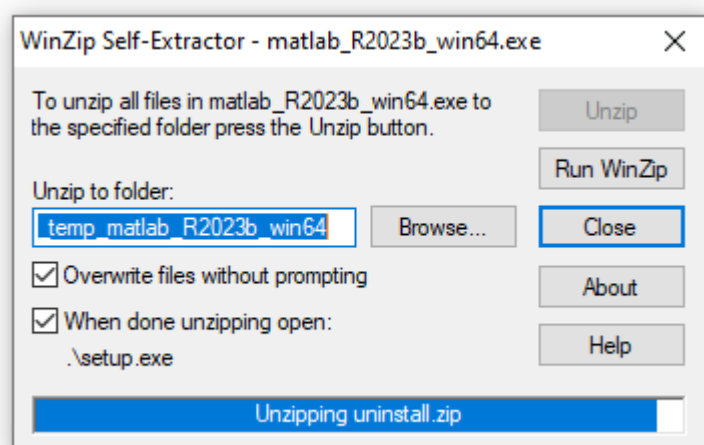 WinZip Self-Extractor - matlab_R2023b_win64.exe
To unzip all files in matlab_R2023b_win64.exe to
the specified folder press the Unzip button.
Unzip
Run WinZip
Unzip to folder:
_temp_matlab_R2023b_win64
Browse...
Close
Overwrite files without prompting
About
When done unzipping open:
.\setup.exe
Help
Unzipping uninstall.zip